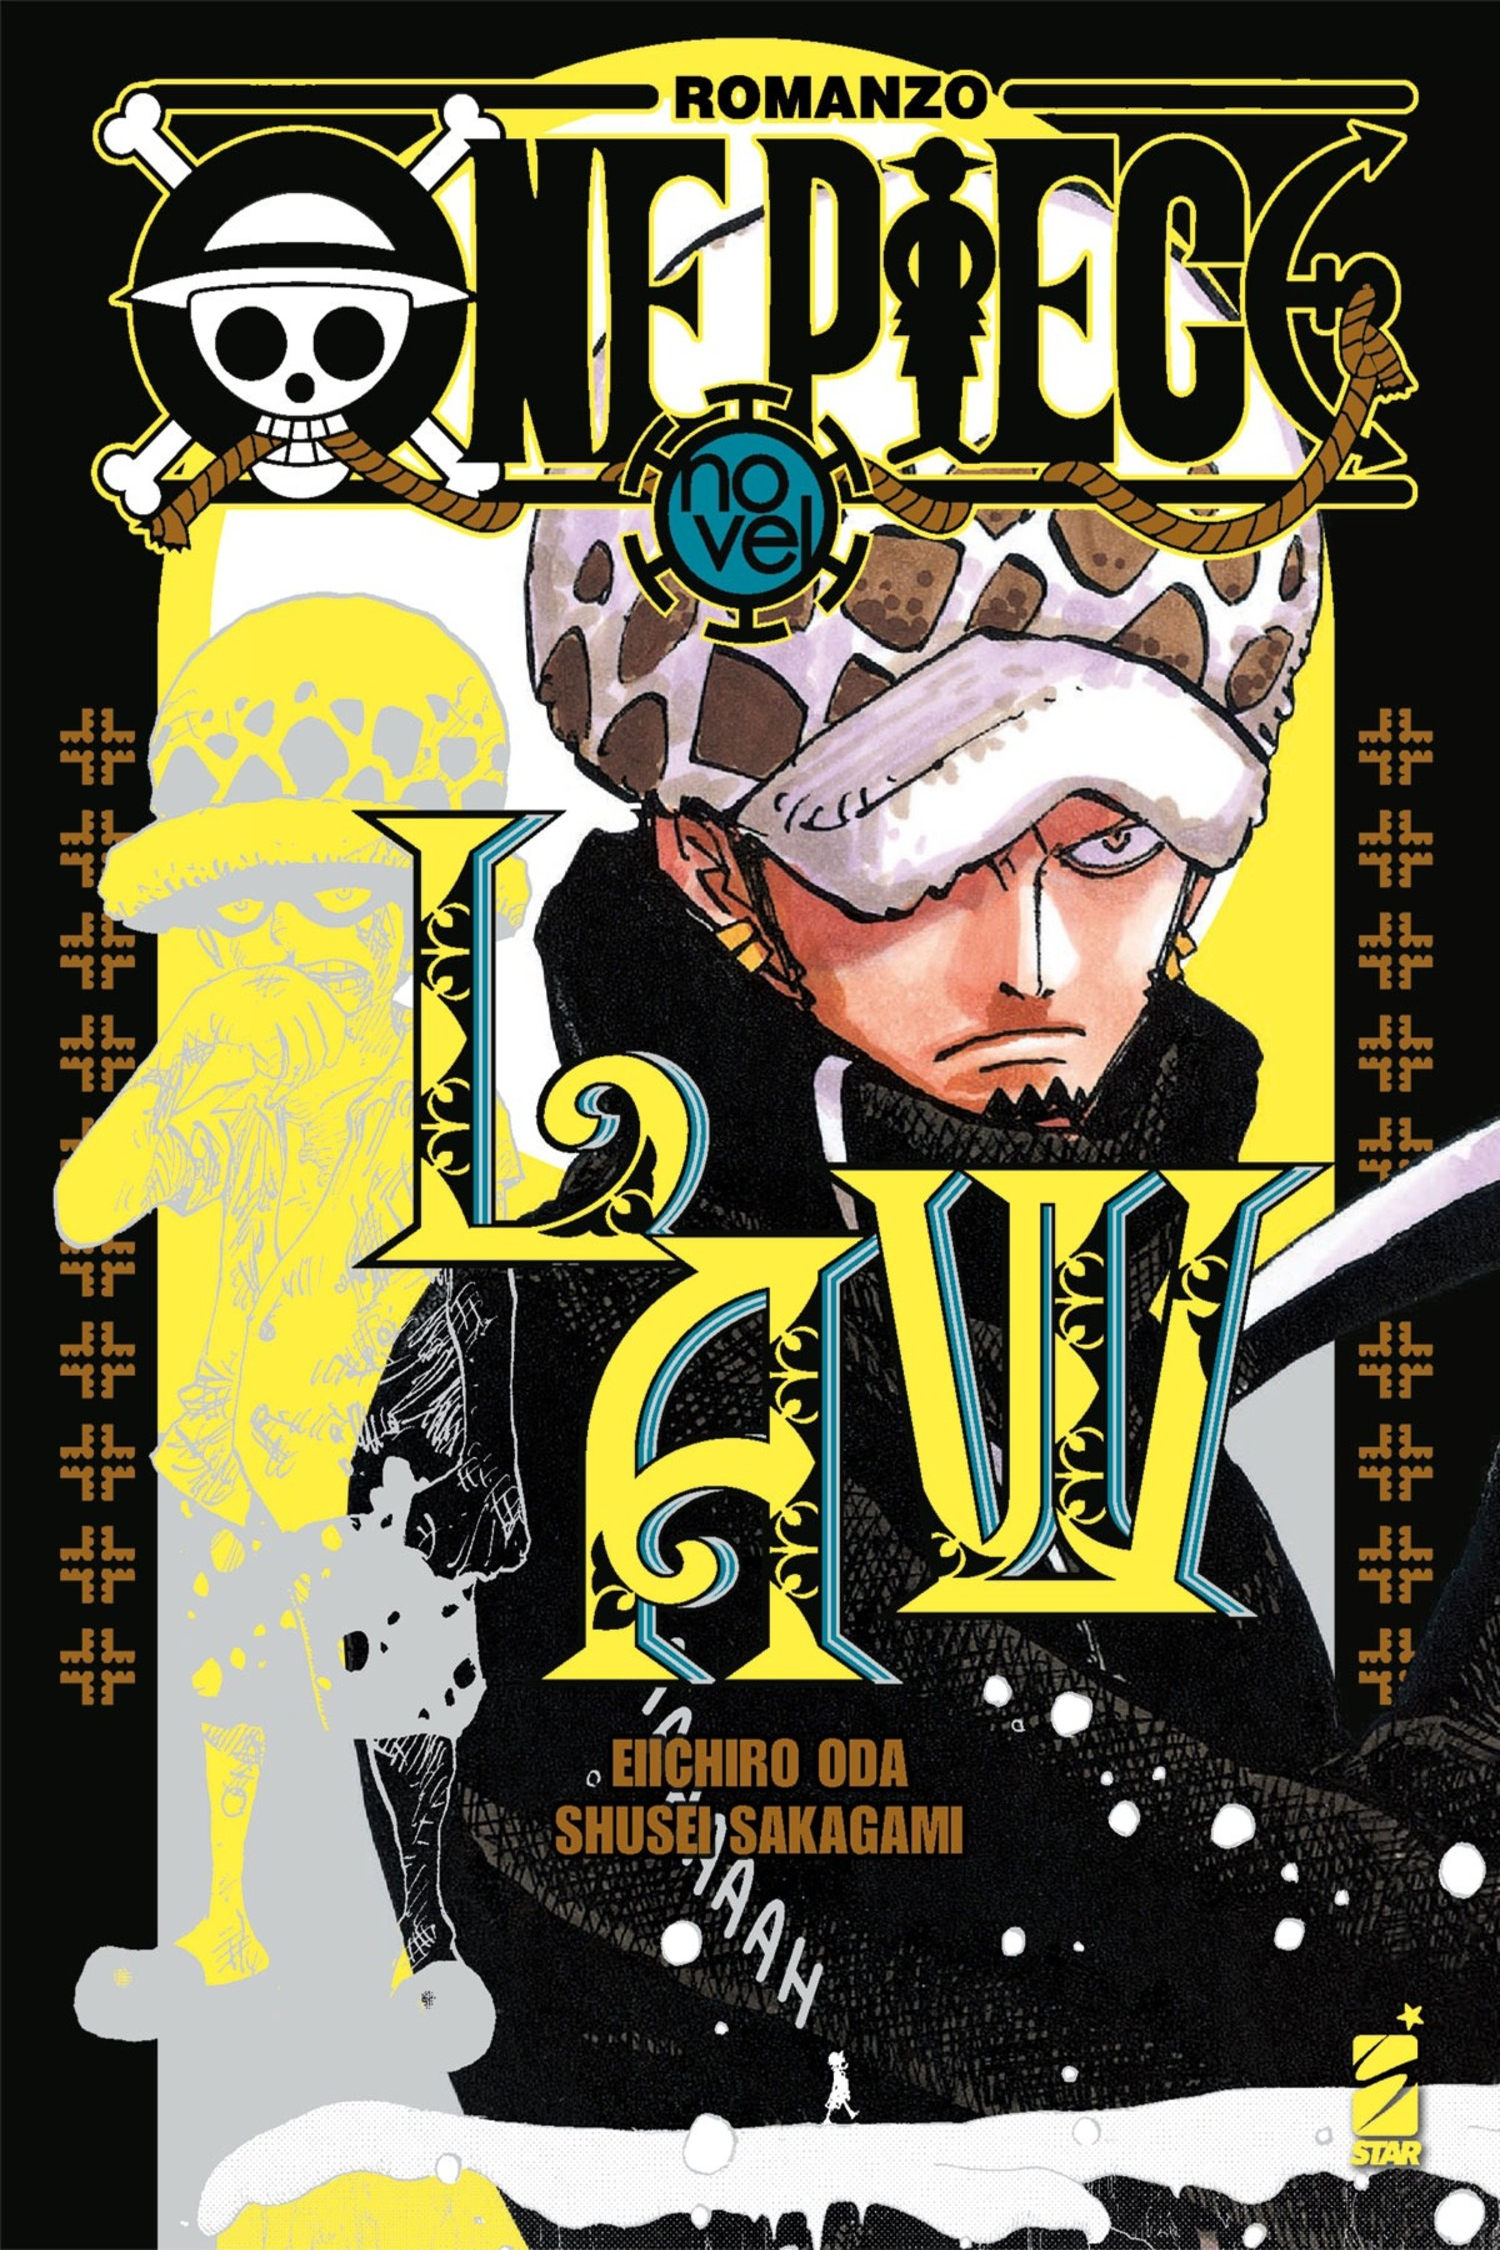 ROMANZO
ONE PIECE
novel
LAW
EIICHIRO ODA
SHUSEI SAKAGAMI
STAR